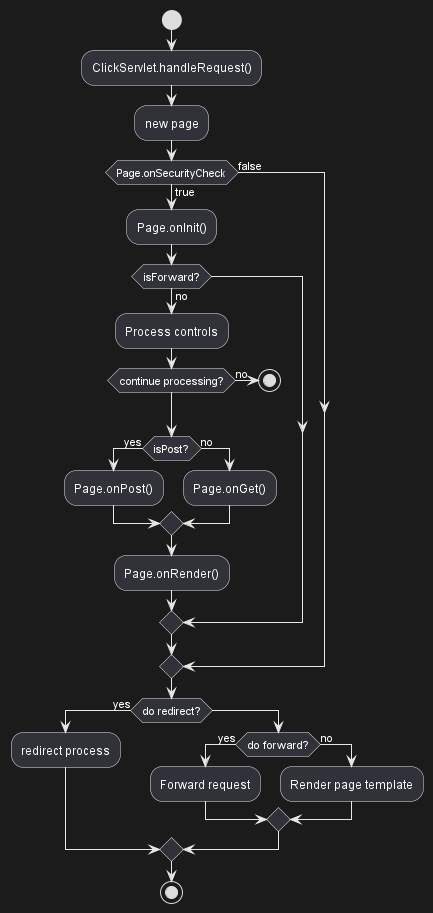 ClickServlet.handleRequest()
new page
Page.onSecurityCheck
false
true
Page.onInit()
isForward?
no
Process controls
continue processing?
no
isPost?
yes
no
Page.onPost()
Page.onGet()
Page.onRender()
do redirect?
yes
redirect process
do forward?
yes
no
Forward request
Render page template